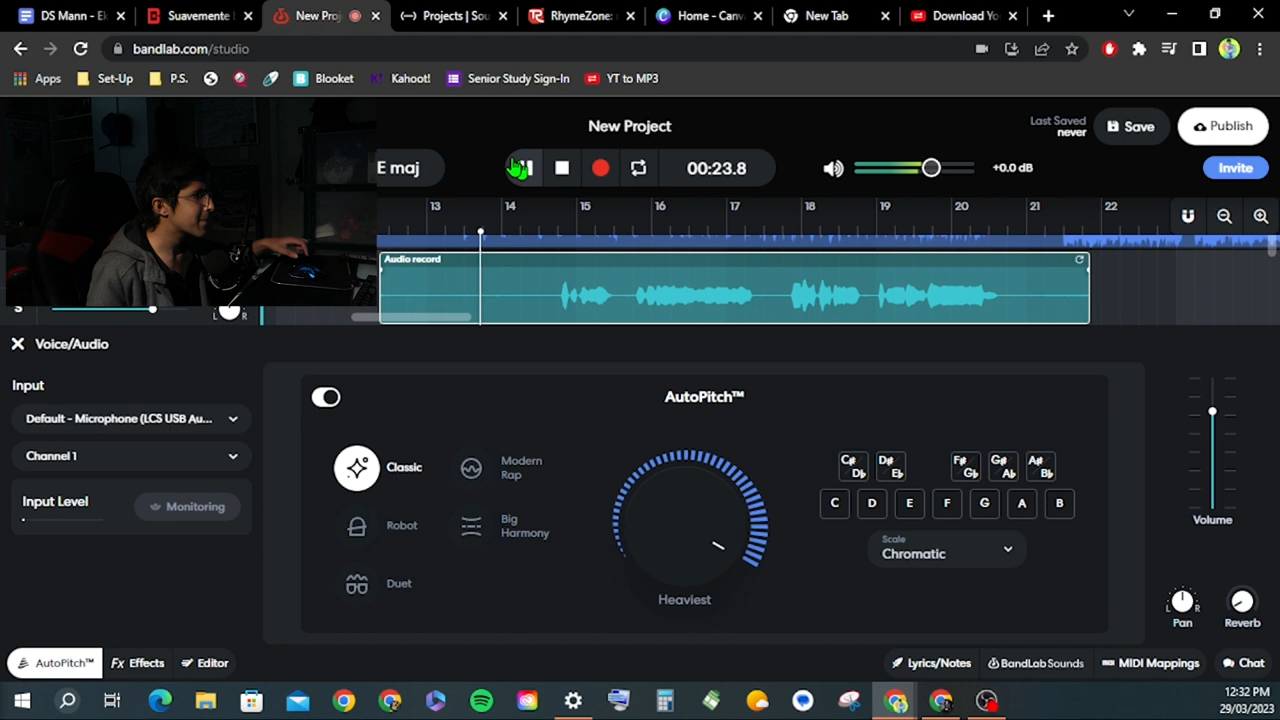 DS Mann - El
Suavemente
New Proj
Projects | Sou
RhymeZone:
Home - Canv
New Tab
Download Yo
bandlab.com/studio
Apps
Set-Up
P.S.
Blooket
Kahoot!
Senior Study Sign-In
YT to MP3
New Project
Last Saved
never
Save
Publish
E maj
00:23.8
+0.0 dB
Invite
13 14 15 16 17 18 19 20 21 22
Audio record
S
L R
Voice/Audio
Input
Default - Microphone (LCS USB Au...
Channel 1
Input Level
Monitoring
AutoPitch™
Classic
Modern
Rap
Robot
Big
Harmony
Duet
Heaviest
C# Db D# Eb F# Gb G# Ab A# Bb
C D E F G A B
Scale
Chromatic
Volume
L R
Pan
Reverb
AutoPitch™
Fx Effects
Editor
Lyrics/Notes
BandLab Sounds
MIDI Mappings
Chat
12:32 PM
29/03/2023